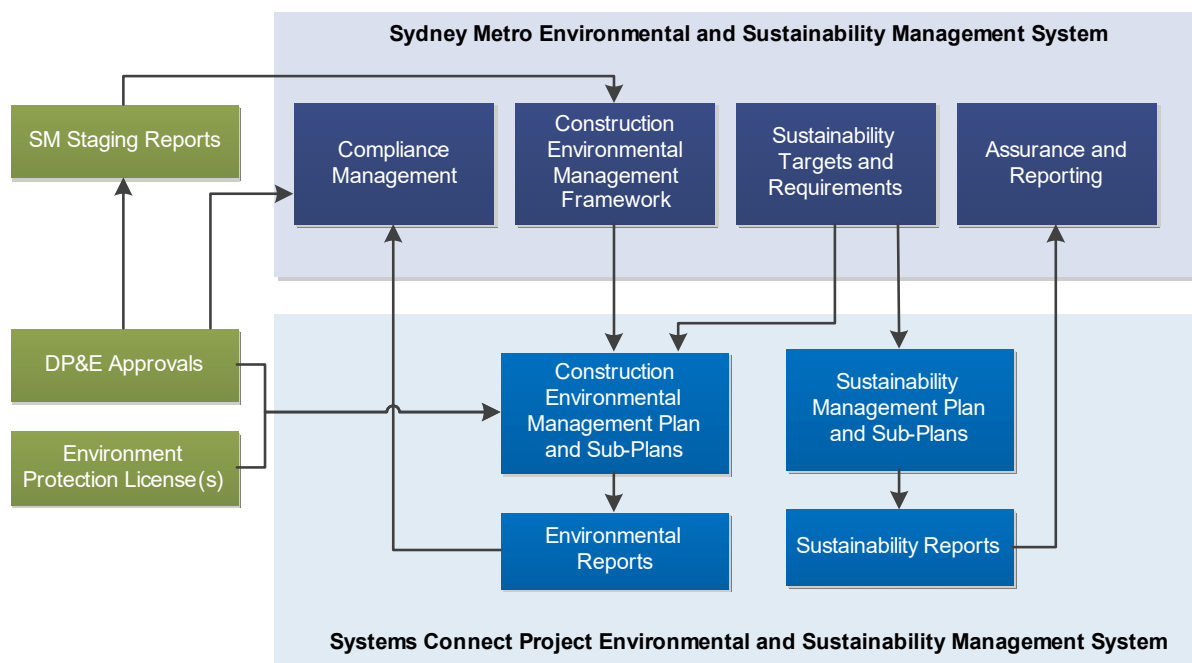 Sydney Metro Environmental and Sustainability Management System
SM Staging Reports
Compliance
Management
Construction
Environmental
Management
Framework
Sustainability
Targets and
Requirements
Assurance and
Reporting
DP&E Approvals
Environment
Protection License(s)
Construction
Environmental
Management Plan
and Sub-Plans
Sustainability
Management Plan
and Sub-Plans
Environmental
Reports
Sustainability Reports
Systems Connect Project Environmental and Sustainability Management System